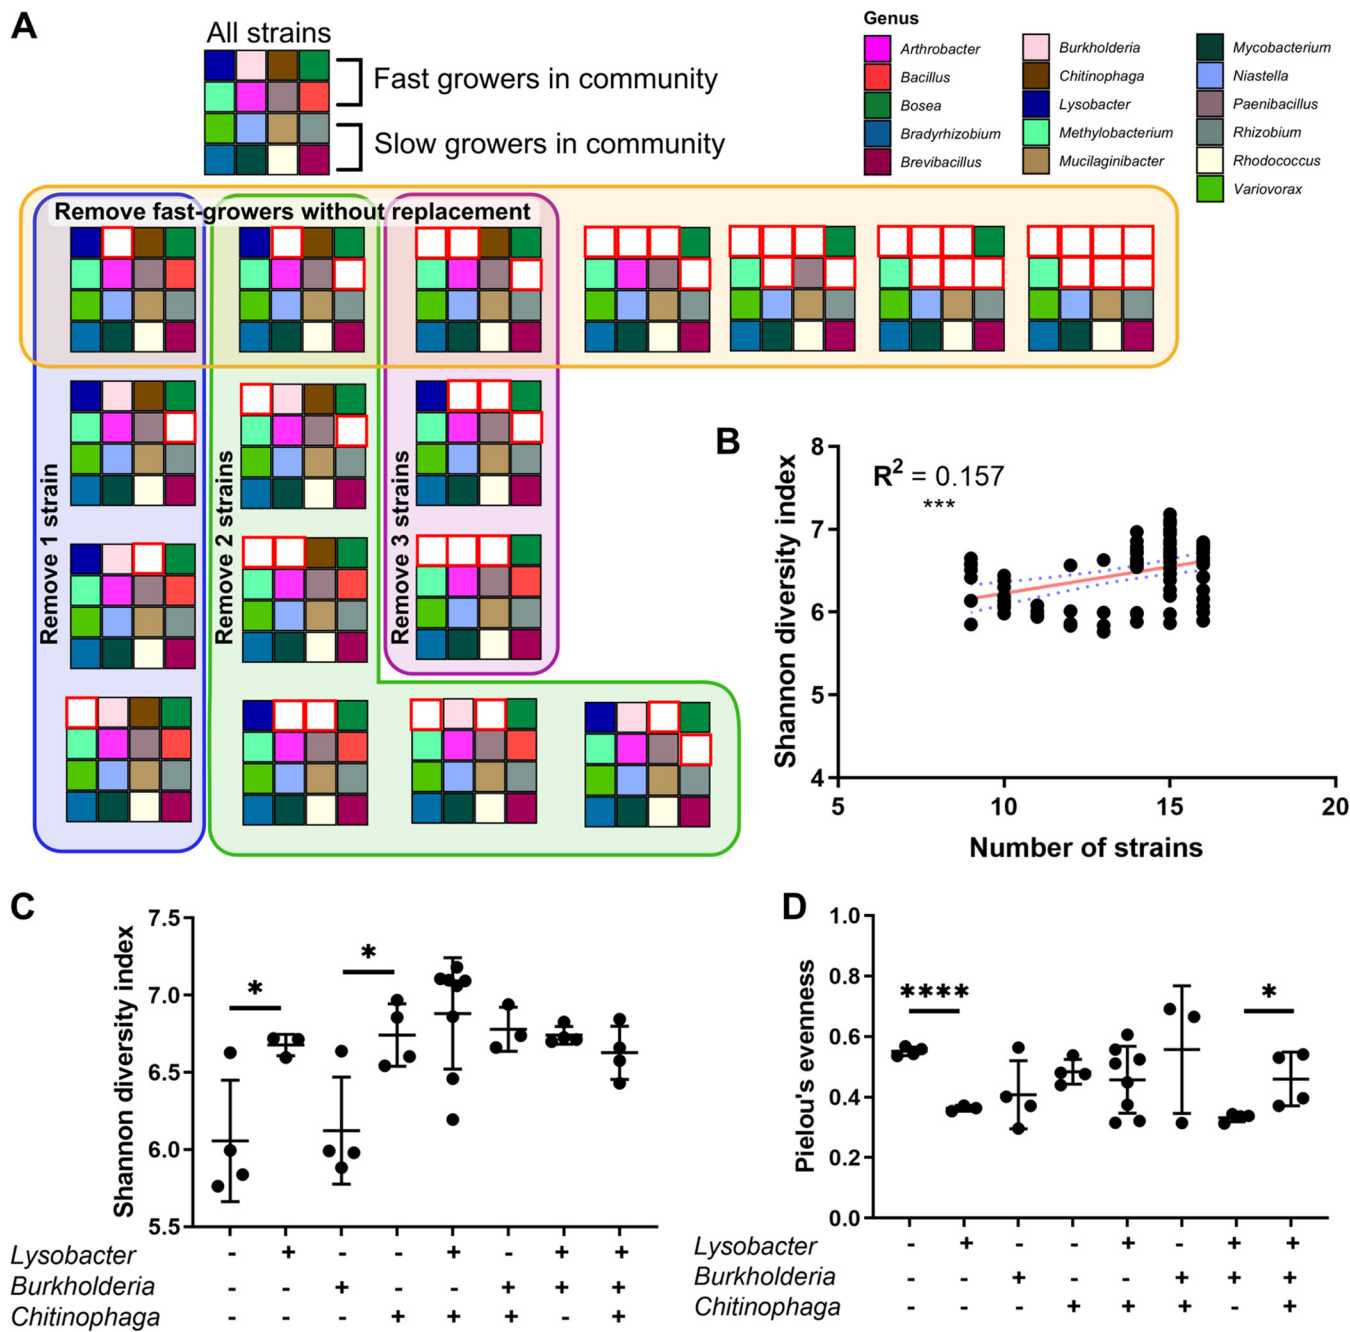 A
All strains
Fast growers in community
Slow growers in community
Genus
Arthrobacter
Bacillus
Bosea
Bradyrhizobium
Brevibacillus
Burkholderia
Chitinophaga
Lysobacter
Methylobacterium
Mucilaginibacter
Mycobacterium
Niastella
Paenibacillus
Rhizobium
Rhodococcus
Variovorax
Remove fast-growers without replacement
Remove 1 strain
Remove 2 strains
Remove 3 strains
B
Shannon diversity index
8
7
6
5
4
R² = 0.157
***
5 10 15 20
Number of strains
C
Shannon diversity index
7.5
7.0
6.5
6.0
5.5
* *
Lysobacter - + - - + - + +
Burkholderia - - + - - + + +
Chitinophaga - - - + + + - +
D
Pielou's evenness
1.0
0.8
0.6
0.4
0.2
0.0
**** *
Lysobacter - + - - + - + +
Burkholderia - - + - - + + +
Chitinophaga - - - + + + - +